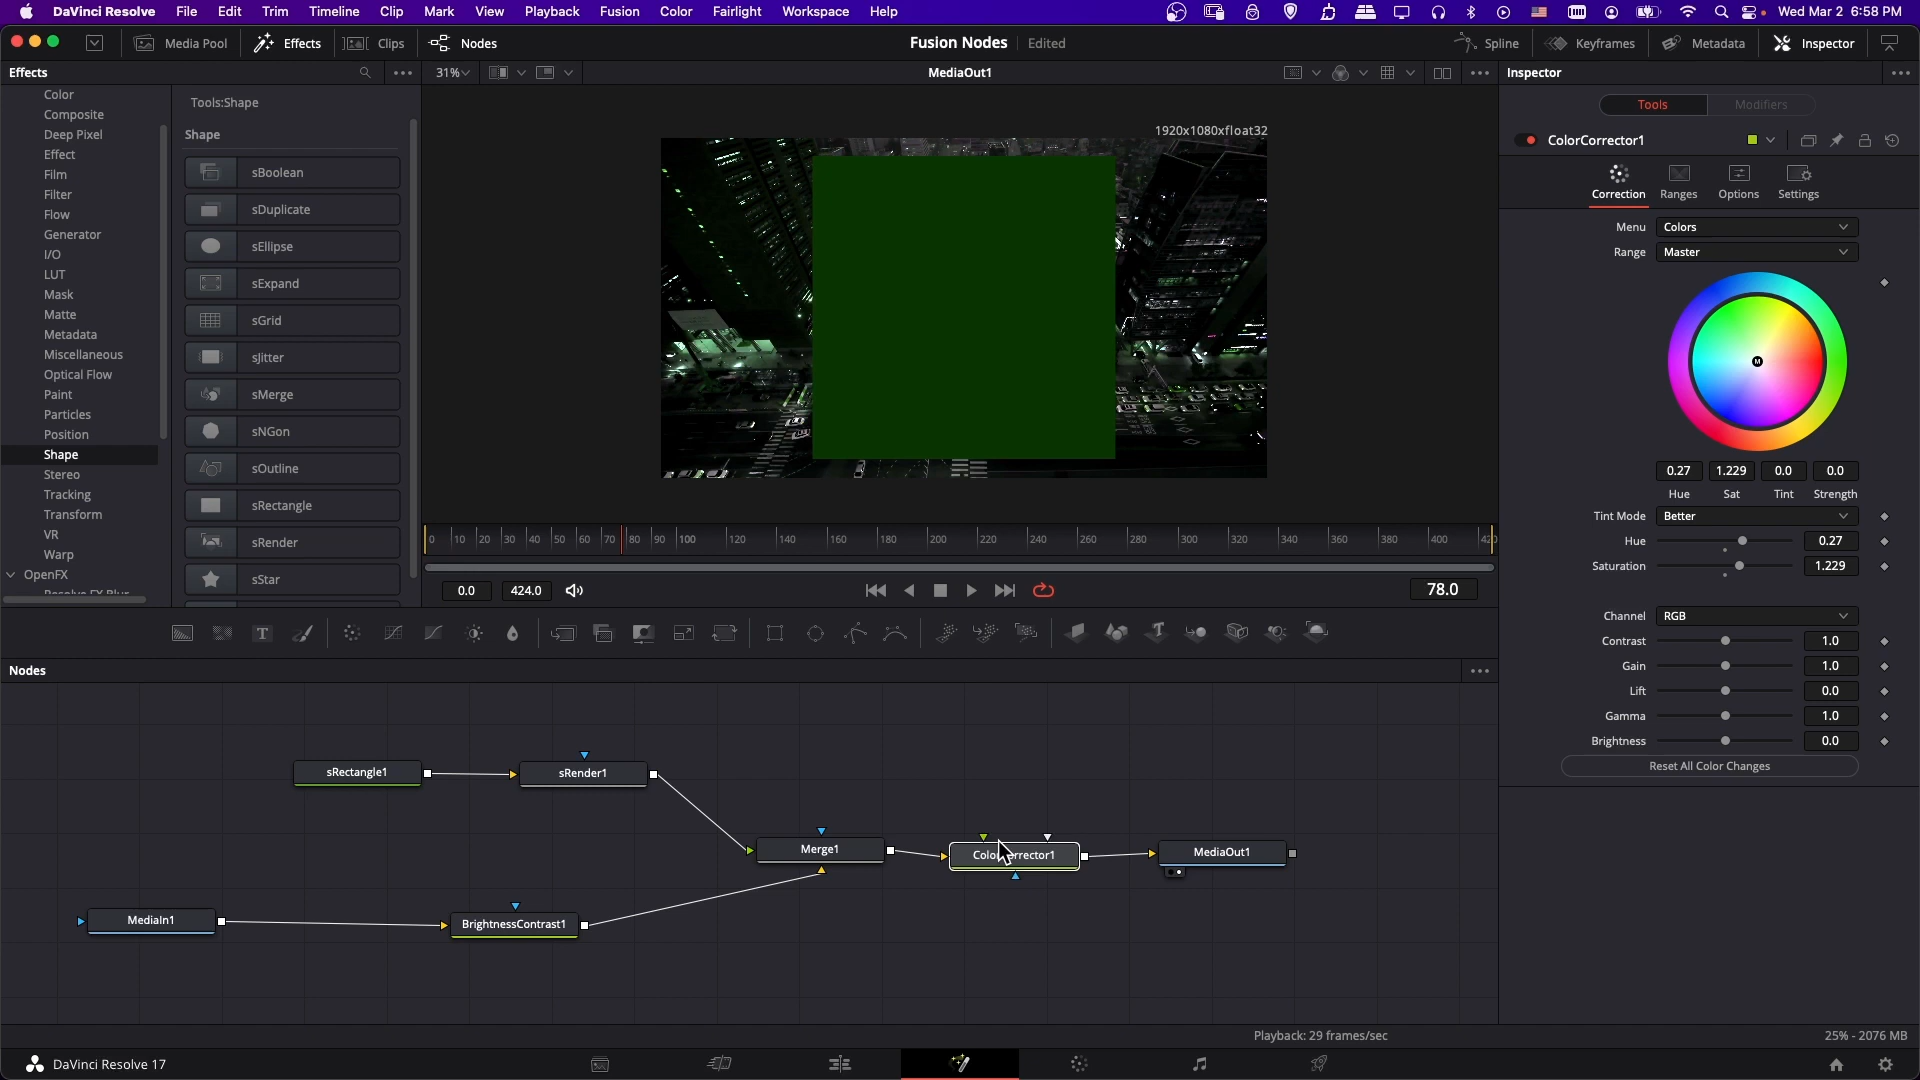 DaVinci Resolve File Edit Trim Timeline Clip Mark View Playback Fusion Color Fairlight Workspace Help Wed Mar 2 6:58 PM
Media Pool Effects Clips Nodes Fusion Nodes Edited Spline Keyframes Metadata Inspector
Effects 31% MediaOut1 Inspector
Color
Composite
Deep Pixel
Effect
Film
Filter
Flow
Generator
I/O
LUT
Mask
Matte
Metadata
Miscellaneous
Optical Flow
Paint
Particles
Position
Shape
Stereo
Tracking
Transform
VR
Warp
OpenFX
Resolve FX Blur
Tools:Shape
Shape
sBoolean
sDuplicate
sEllipse
sExpand
sGrid
sJitter
sMerge
sNGon
sOutline
sRectangle
sRender
sStar
1920x1080xfloat32
0 10 20 30 40 50 60 70 80 90 100 120 140 160 180 200 220 240 260 280 300 320 340 360 380 400 420
0.0 424.0 78.0
Tools Modifiers
ColorCorrector1
Correction Ranges Options Settings
Menu Colors
Range Master
M
0.27 1.229 0.0 0.0
Hue Sat Tint Strength
Tint Mode Better
Hue 0.27
Saturation 1.229
Channel RGB
Contrast 1.0
Gain 1.0
Lift 0.0
Gamma 1.0
Brightness 0.0
Reset All Color Changes
T T
Nodes
sRectangle1 sRender1
Merge1 ColorCorrector1 MediaOut1
MediaIn1 BrightnessContrast1
Playback: 29 frames/sec 25% - 2076 MB
DaVinci Resolve 17